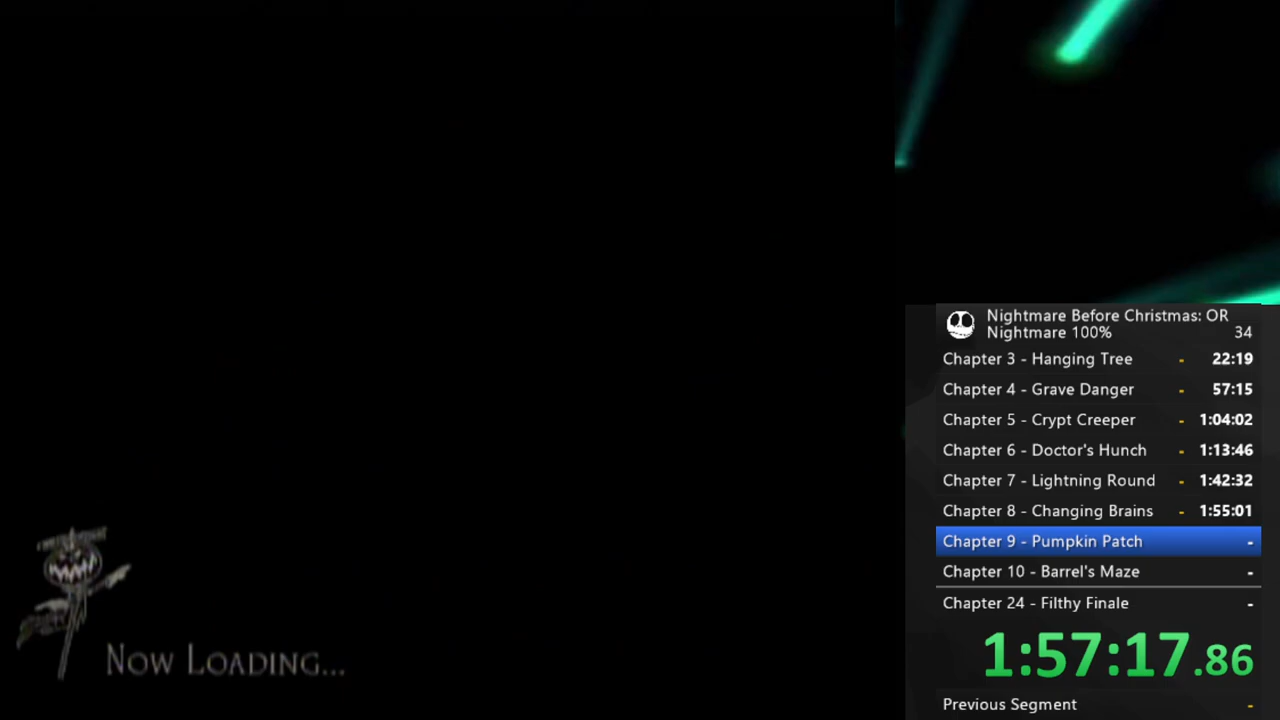 Now Loading...
Nightmare Before Christmas: OR
Nightmare 100% 34
Chapter 3 - Hanging Tree - 22:19
Chapter 4 - Grave Danger - 57:15
Chapter 5 - Crypt Creeper - 1:04:02
Chapter 6 - Doctor's Hunch - 1:13:46
Chapter 7 - Lightning Round - 1:42:32
Chapter 8 - Changing Brains - 1:55:01
Chapter 9 - Pumpkin Patch -
Chapter 10 - Barrel's Maze -
Chapter 24 - Filthy Finale -
1:57:17.86
Previous Segment -